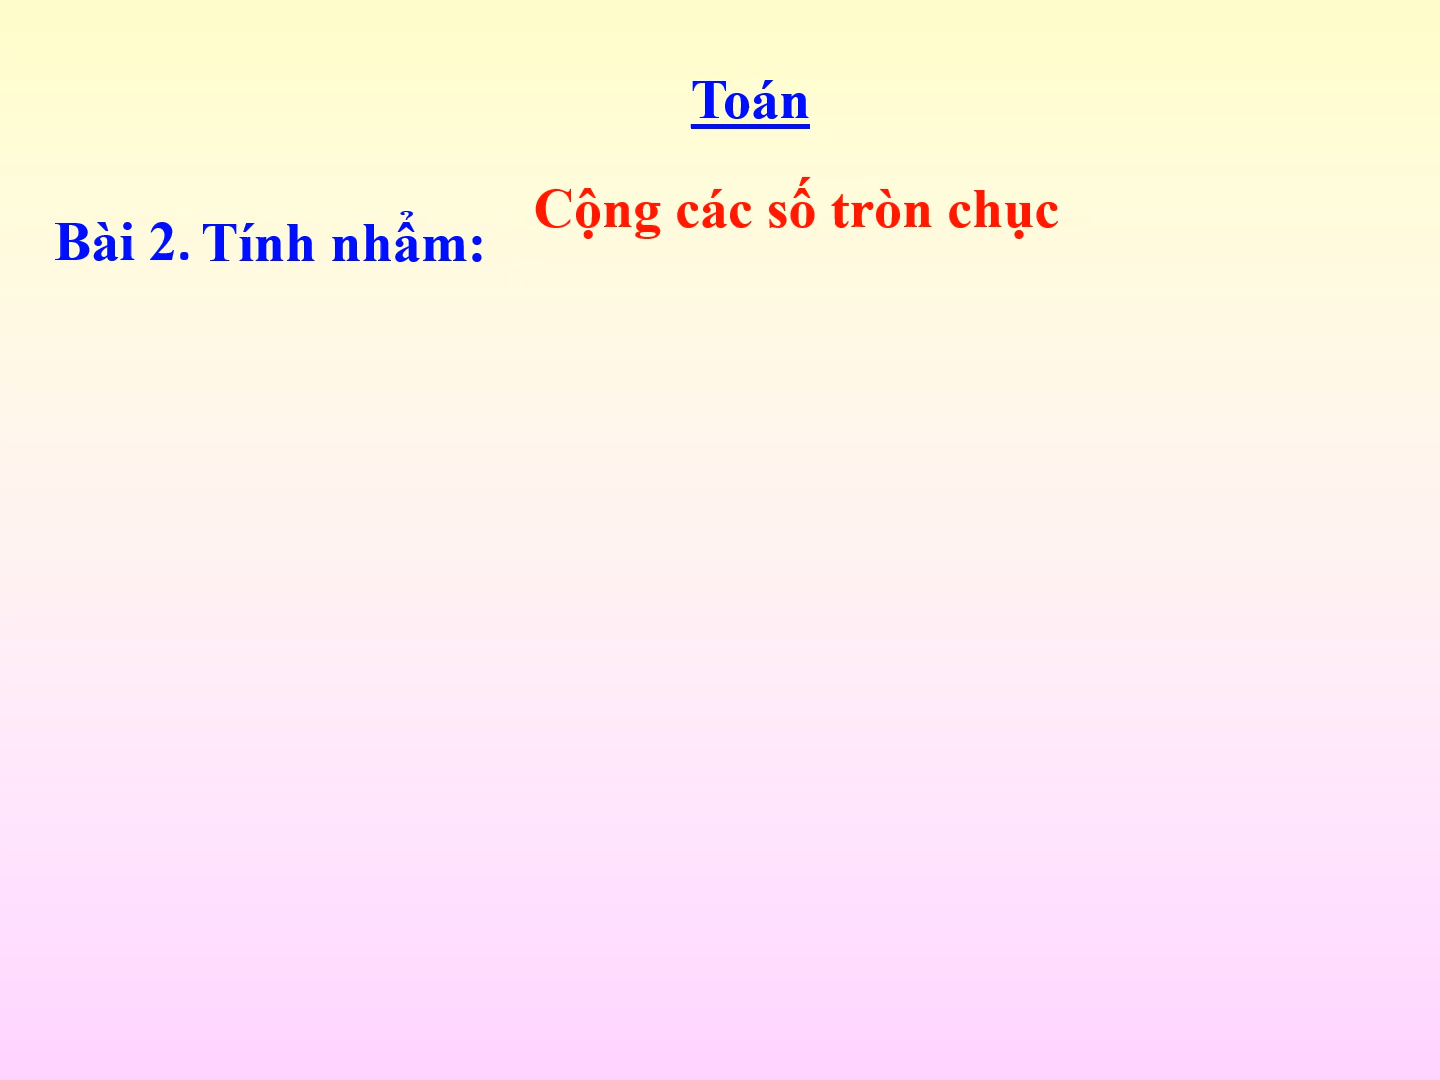 Toán
Cộng các số tròn chục
Bài 2. Tính nhẩm: